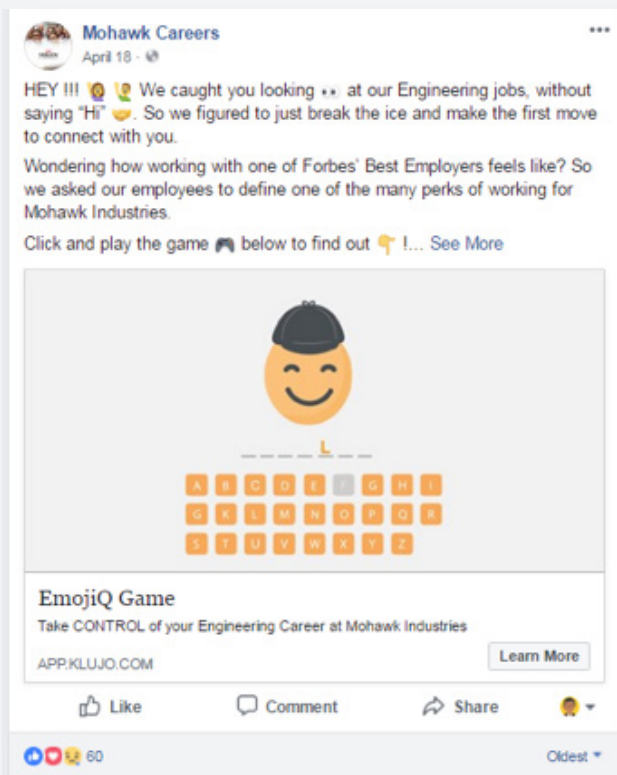 Mohawk Careers
April 18
HEY !!! 🙋 🙋‍♂️ We caught you looking 👀 at our Engineering jobs, without
saying "Hi" 🤝. So we figured to just break the ice and make the first move
to connect with you.
Wondering how working with one of Forbes' Best Employers feels like? So
we asked our employees to define one of the many perks of working for
Mohawk Industries.
Click and play the game 🎮 below to find out 👇 !... See More
_ _ _ _ L _ _
A B C D E F G H I
G K L M N O P Q R
S T U V W X Y Z
EmojiQ Game
Take CONTROL of your Engineering Career at Mohawk Industries
APP.KLUJO.COM
Learn More
Like Comment Share
60 Oldest